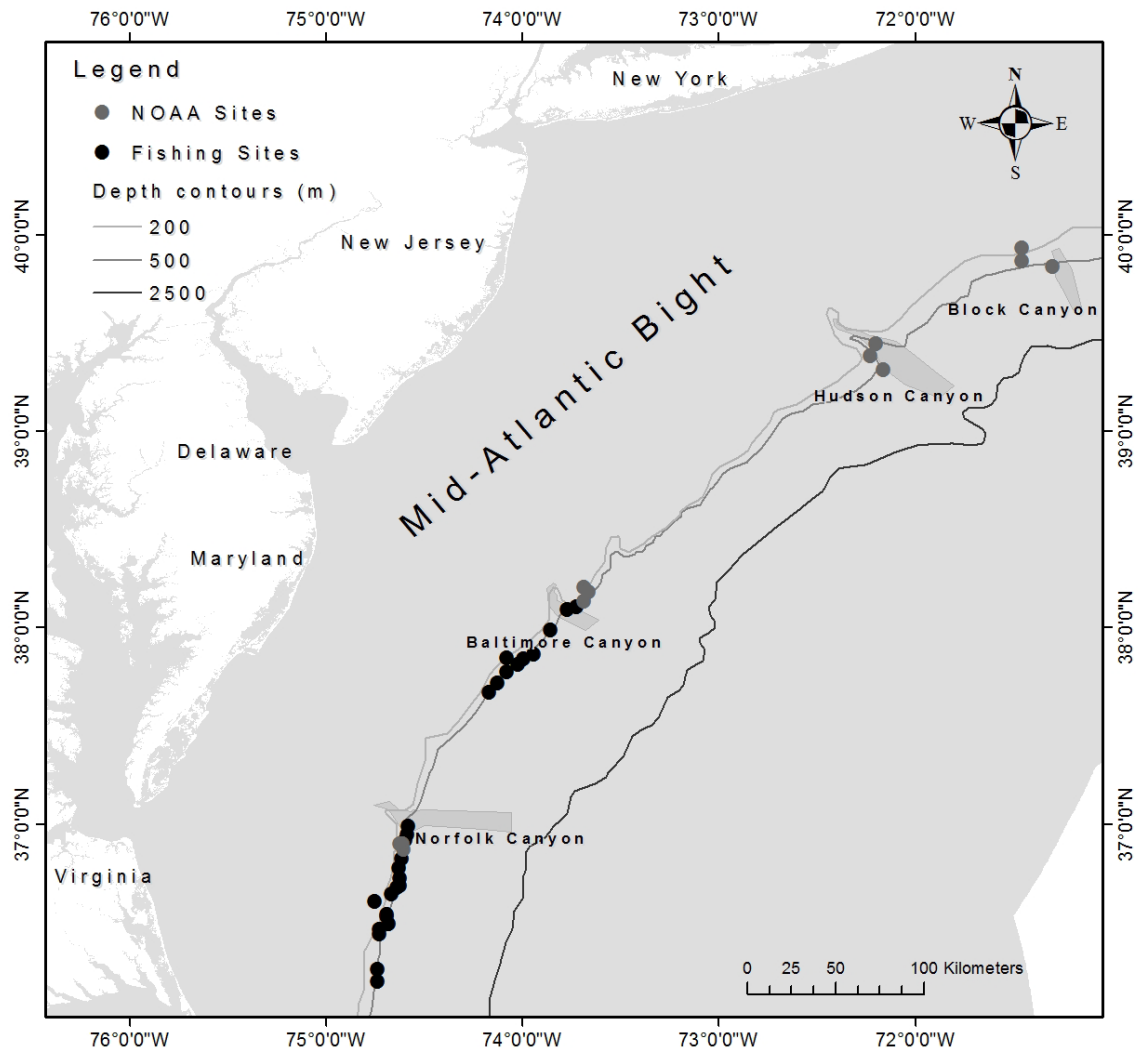 76°0'0"W 75°0'0"W 74°0'0"W 73°0'0"W 72°0'0"W
Legend
NOAA Sites
Fishing Sites
Depth contours (m)
200
500
2500
New York
N
W E
S
40°0'0"N 40°0'0"N
New Jersey
Mid-Atlantic Bight
Block Canyon
Hudson Canyon
39°0'0"N 39°0'0"N
Delaware
Maryland
38°0'0"N 38°0'0"N
Baltimore Canyon
37°0'0"N 37°0'0"N
Norfolk Canyon
Virginia
0 25 50 100 Kilometers
76°0'0"W 75°0'0"W 74°0'0"W 73°0'0"W 72°0'0"W